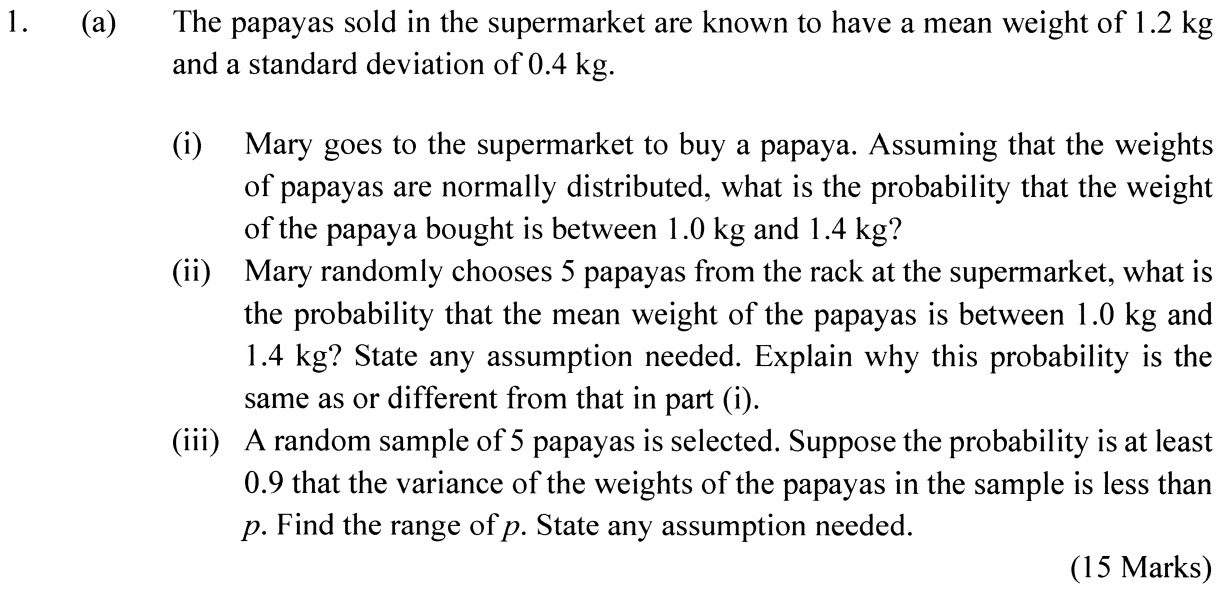 1. (a) The papayas sold in the supermarket are known to have a mean weight of 1.2 kg
and a standard deviation of 0.4 kg.
(i) Mary goes to the supermarket to buy a papaya. Assuming that the weights
of papayas are normally distributed, what is the probability that the weight
of the papaya bought is between 1.0 kg and 1.4 kg?
(ii) Mary randomly chooses 5 papayas from the rack at the supermarket, what is
the probability that the mean weight of the papayas is between 1.0 kg and
1.4 kg? State any assumption needed. Explain why this probability is the
same as or different from that in part (i).
(iii) A random sample of 5 papayas is selected. Suppose the probability is at least
0.9 that the variance of the weights of the papayas in the sample is less than
p. Find the range of p. State any assumption needed.
(15 Marks)